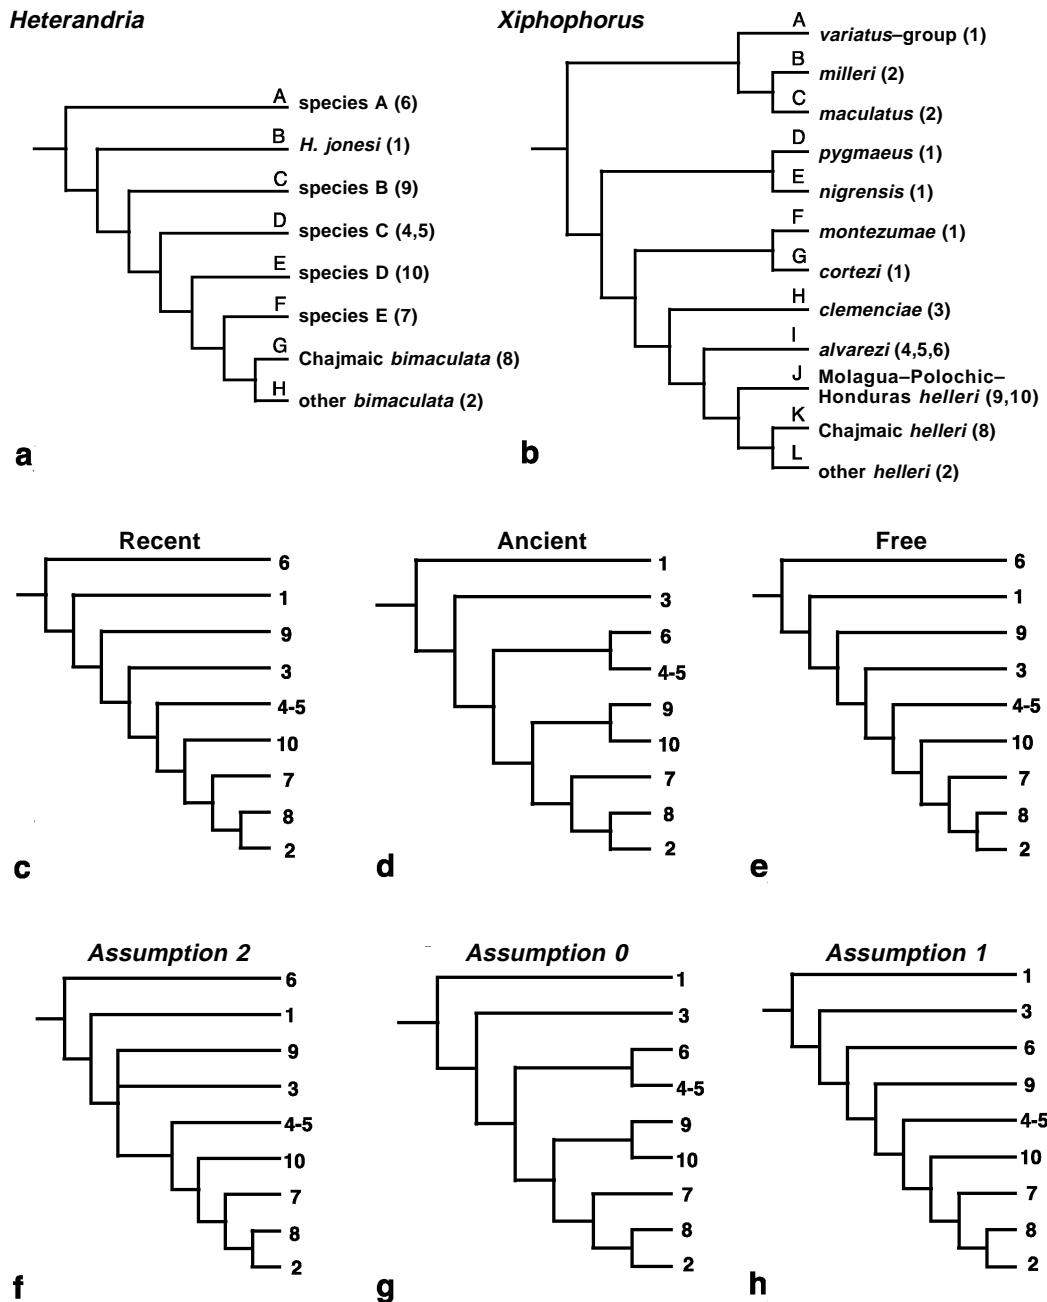 Heterandria
A
species A (6)
B
H. jonesi (1)
C
species B (9)
D
species C (4,5)
E
species D (10)
F
species E (7)
G
Chajmaic bimaculata (8)
H
other bimaculata (2)
a
Xiphophorus
A
variatus–group (1)
B
milleri (2)
C
maculatus (2)
D
pygmaeus (1)
E
nigrensis (1)
F
montezumae (1)
G
cortezi (1)
H
clemenciae (3)
I
alvarezi (4,5,6)
J
Molagua–Polochic–
Honduras helleri (9,10)
K
Chajmaic helleri (8)
L
other helleri (2)
b
Recent
6
1
9
3
4-5
10
7
8
2
c
Ancient
1
3
6
4-5
9
10
7
8
2
d
Free
6
1
9
3
4-5
10
7
8
2
e
Assumption 2
6
1
9
3
4-5
10
7
8
2
f
Assumption 0
1
3
6
4-5
9
10
7
8
2
g
Assumption 1
1
3
6
9
4-5
10
7
8
2
h